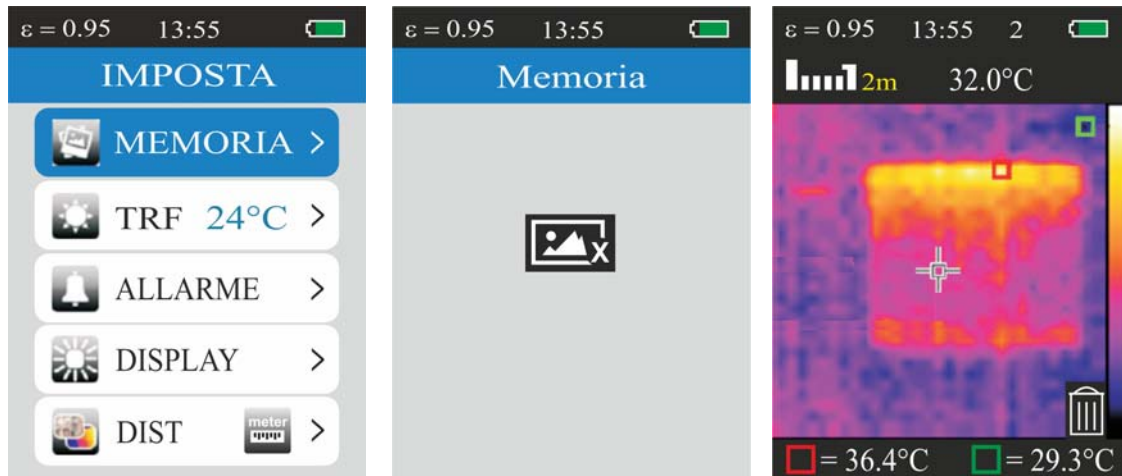 ε = 0.95 13:55
IMPOSTA
MEMORIA >
TRF 24°C >
ALLARME >
DISPLAY >
DIST meter >
ε = 0.95 13:55
Memoria
x
ε = 0.95 13:55 2
2m 32.0°C
= 36.4°C = 29.3°C